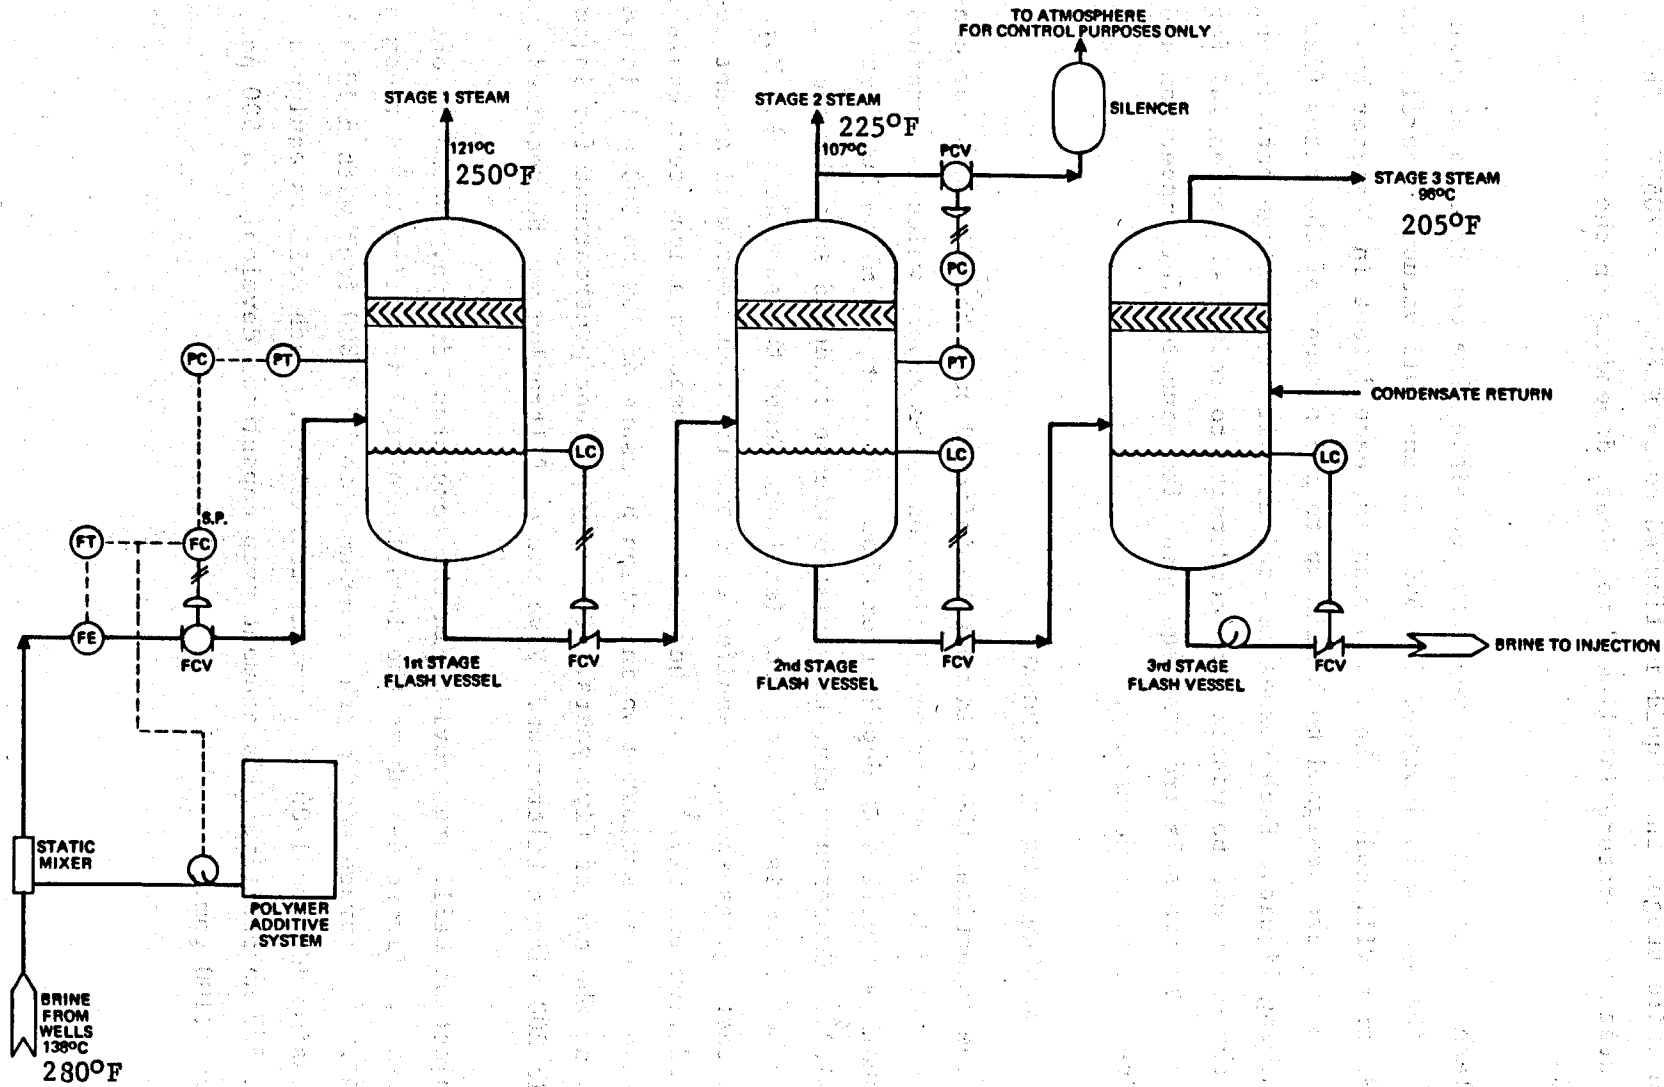 TO ATMOSPHERE
FOR CONTROL PURPOSES ONLY
SILENCER
STAGE 1 STEAM
121°C
250°F
STAGE 2 STEAM
225°F
107°C
PCV
STAGE 3 STEAM
96°C
205°F
PC
PC
PT
PT
CONDENSATE RETURN
LC
LC
LC
S.P.
FT
FC
FE
FCV
FCV
FCV
FCV
BRINE TO INJECTION
1st STAGE
FLASH VESSEL
2nd STAGE
FLASH VESSEL
3rd STAGE
FLASH VESSEL
STATIC
MIXER
POLYMER
ADDITIVE
SYSTEM
BRINE
FROM
WELLS
138°C
280°F